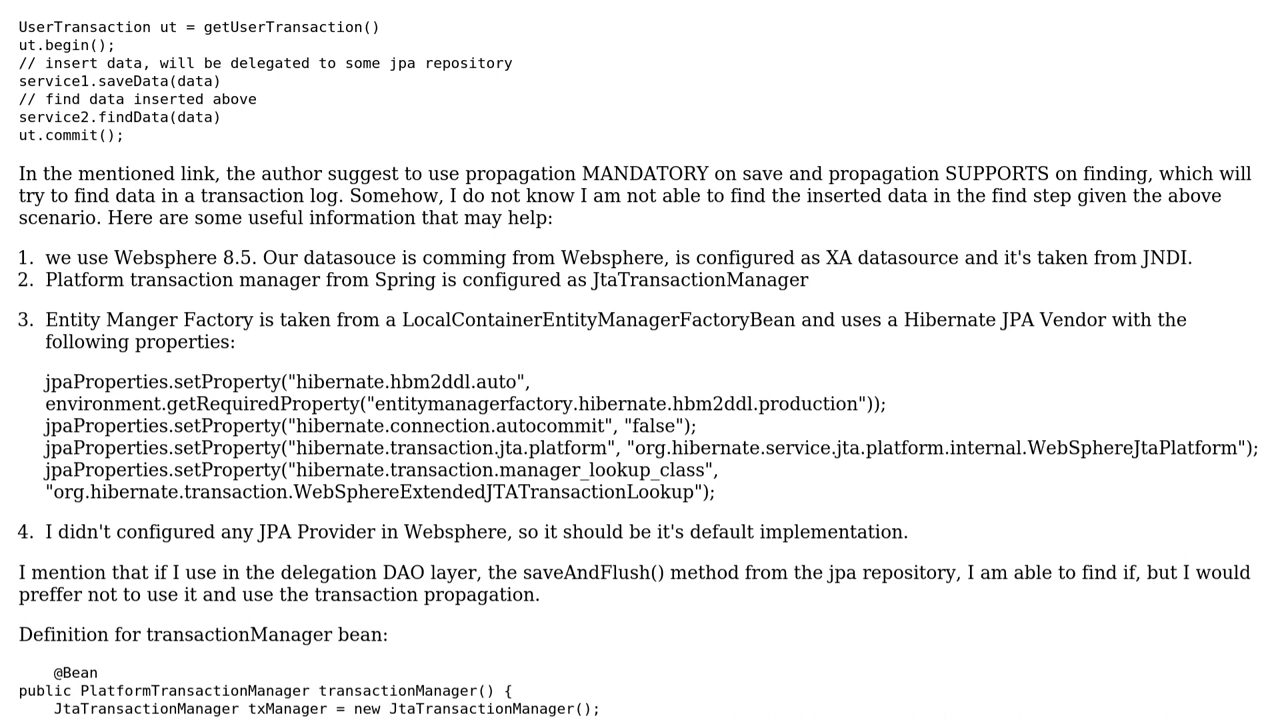 UserTransaction ut = getUserTransaction()
ut.begin();
// insert data, will be delegated to some jpa repository
service1.saveData(data)
// find data inserted above
service2.findData(data)
ut.commit();
In the mentioned link, the author suggest to use propagation MANDATORY on save and propagation SUPPORTS on finding, which will
try to find data in a transaction log. Somehow, I do not know I am not able to find the inserted data in the find step given the above
scenario. Here are some useful information that may help:
1. we use Websphere 8.5. Our datasouce is comming from Websphere, is configured as XA datasource and it's taken from JNDI.
2. Platform transaction manager from Spring is configured as JtaTransactionManager
3. Entity Manger Factory is taken from a LocalContainerEntityManagerFactoryBean and uses a Hibernate JPA Vendor with the
following properties:
jpaProperties.setProperty("hibernate.hbm2ddl.auto",
environment.getRequiredProperty("entitymanagerfactory.hibernate.hbm2ddl.production"));
jpaProperties.setProperty("hibernate.connection.autocommit", "false");
jpaProperties.setProperty("hibernate.transaction.jta.platform", "org.hibernate.service.jta.platform.internal.WebSphereJtaPlatform");
jpaProperties.setProperty("hibernate.transaction.manager_lookup_class",
"org.hibernate.transaction.WebSphereExtendedJTATransactionLookup");
4. I didn't configured any JPA Provider in Websphere, so it should be it's default implementation.
I mention that if I use in the delegation DAO layer, the saveAndFlush() method from the jpa repository, I am able to find if, but I would
preffer not to use it and use the transaction propagation.
Definition for transactionManager bean:
@Bean
public PlatformTransactionManager transactionManager() {
JtaTransactionManager txManager = new JtaTransactionManager();